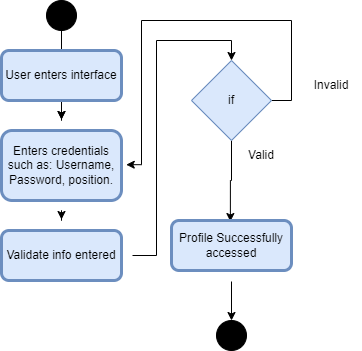 User enters interface
Enters credentials
such as: Username,
Password, position.
Validate info entered
if
Invalid
Valid
Profile Successfully
accessed